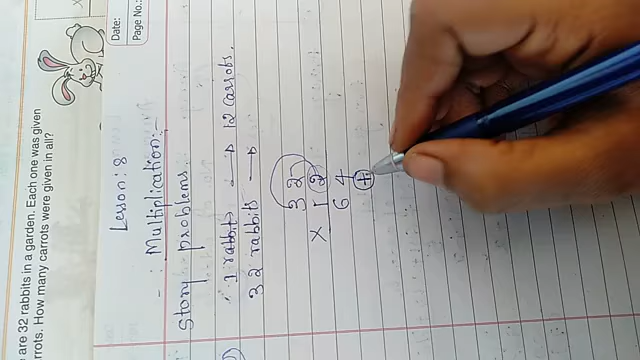 are 32 rabbits in a garden. Each one was given
rrots. How many carrots were given in all?
Date:
Page No.:
Lesson: 8
-: Multiplication:-
Story problems.
1 rabbit → 12 carrots.
32 rabbits →
32
X 12
64
+